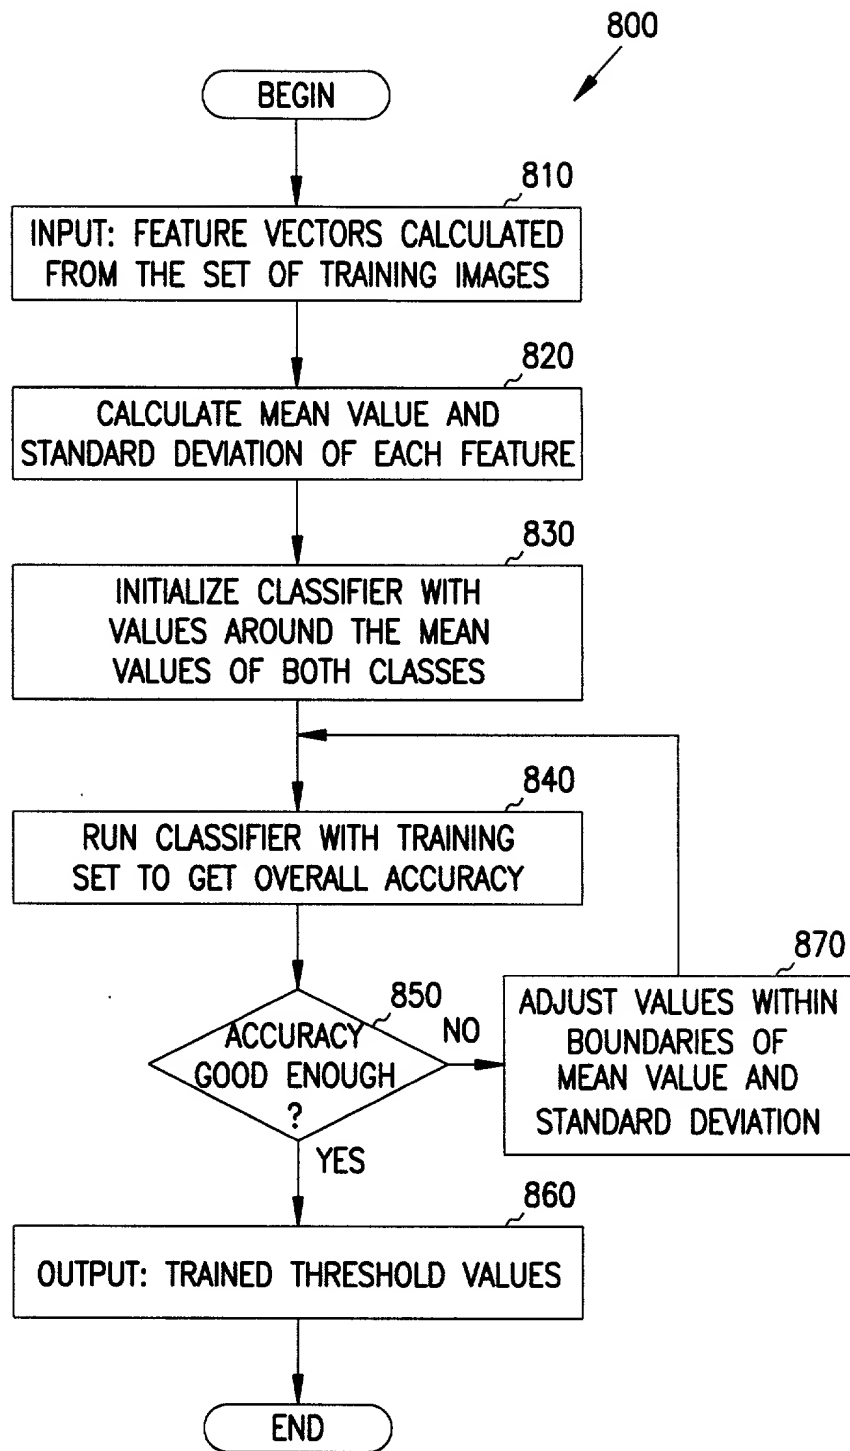 800
BEGIN
810
INPUT: FEATURE VECTORS CALCULATED
FROM THE SET OF TRAINING IMAGES
820
CALCULATE MEAN VALUE AND
STANDARD DEVIATION OF EACH FEATURE
830
INITIALIZE CLASSIFIER WITH
VALUES AROUND THE MEAN
VALUES OF BOTH CLASSES
840
RUN CLASSIFIER WITH TRAINING
SET TO GET OVERALL ACCURACY
850
ACCURACY
GOOD ENOUGH
?
NO
870
ADJUST VALUES WITHIN
BOUNDARIES OF
MEAN VALUE AND
STANDARD DEVIATION
YES
860
OUTPUT: TRAINED THRESHOLD VALUES
END